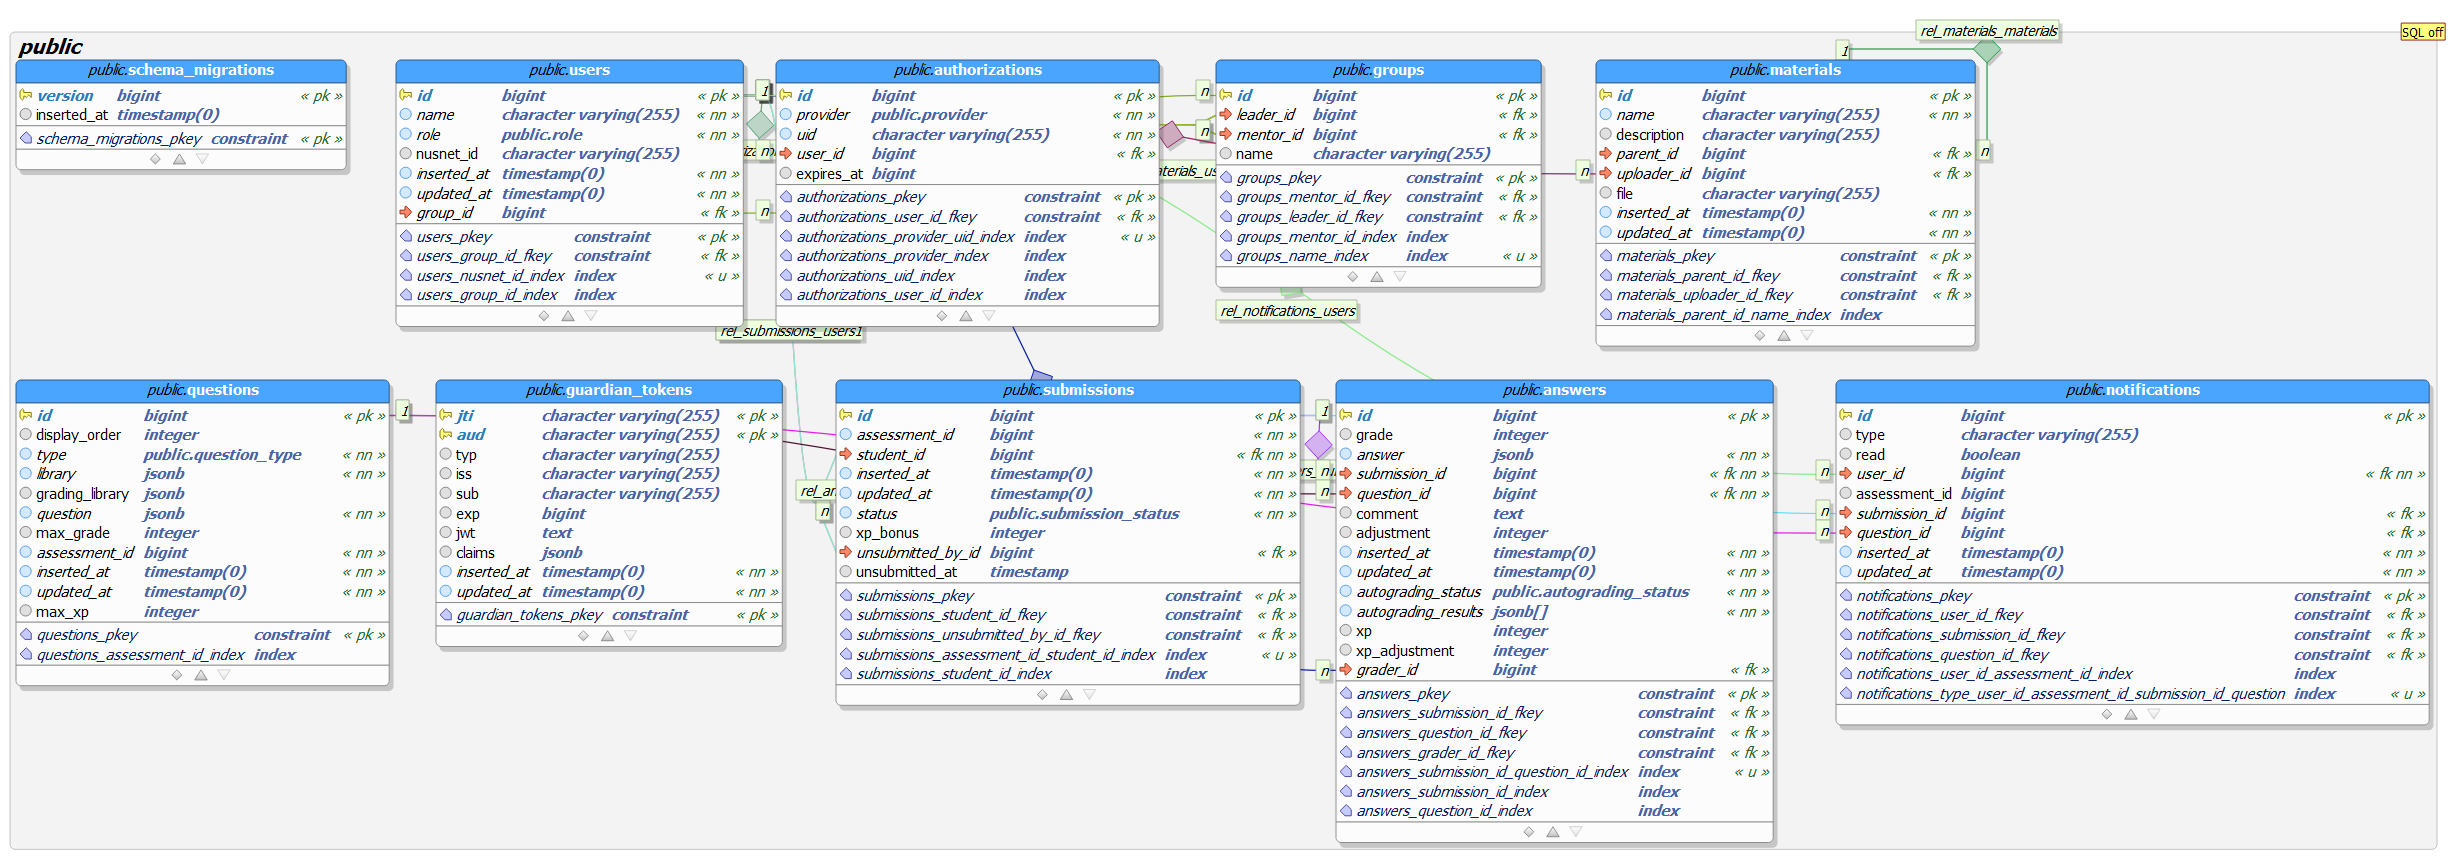 rel_materials_materials
SQL off
public
1
public.schema_migrations
version bigint « pk »
inserted_at timestamp(0)
schema_migrations_pkey constraint « pk »
public.users
id bigint « pk »
name character varying(255) « nn »
role public.role « nn »
nusnet_id character varying(255)
inserted_at timestamp(0) « nn »
updated_at timestamp(0) « nn »
group_id bigint « fk »
users_pkey constraint « pk »
users_group_id_fkey constraint « fk »
users_nusnet_id_index index « u »
users_group_id_index index
1
n
public.authorizations
id bigint « pk »
provider public.provider « nn »
uid character varying(255) « nn »
user_id bigint « fk »
expires_at bigint
authorizations_pkey constraint « pk »
authorizations_user_id_fkey constraint « fk »
authorizations_provider_uid_index index « u »
authorizations_provider_index index
authorizations_uid_index index
authorizations_user_id_index index
n
n
public.groups
id bigint « pk »
leader_id bigint « fk »
mentor_id bigint « fk »
name character varying(255)
groups_pkey constraint « pk »
groups_mentor_id_fkey constraint « fk »
groups_leader_id_fkey constraint « fk »
groups_mentor_id_index index
groups_name_index index « u »
n
public.materials
id bigint « pk »
name character varying(255) « nn »
description character varying(255)
parent_id bigint « fk »
uploader_id bigint « fk »
file character varying(255)
inserted_at timestamp(0) « nn »
updated_at timestamp(0) « nn »
materials_pkey constraint « pk »
materials_parent_id_fkey constraint « fk »
materials_uploader_id_fkey constraint « fk »
materials_parent_id_name_index index
n
rel_submissions_users1
rel_notifications_users
public.questions
id bigint « pk »
display_order integer
type public.question_type « nn »
library jsonb « nn »
grading_library jsonb
question jsonb « nn »
max_grade integer
assessment_id bigint « nn »
inserted_at timestamp(0) « nn »
updated_at timestamp(0) « nn »
max_xp integer
questions_pkey constraint « pk »
questions_assessment_id_index index
1
public.guardian_tokens
jti character varying(255) « pk »
aud character varying(255) « pk »
typ character varying(255)
iss character varying(255)
sub character varying(255)
exp bigint
jwt text
claims jsonb
inserted_at timestamp(0) « nn »
updated_at timestamp(0) « nn »
guardian_tokens_pkey constraint « pk »
n
public.submissions
id bigint « pk »
assessment_id bigint « nn »
student_id bigint « fk nn »
inserted_at timestamp(0) « nn »
updated_at timestamp(0) « nn »
status public.submission_status « nn »
xp_bonus integer
unsubmitted_by_id bigint « fk »
unsubmitted_at timestamp
submissions_pkey constraint « pk »
submissions_student_id_fkey constraint « fk »
submissions_unsubmitted_by_id_fkey constraint « fk »
submissions_assessment_id_student_id_index index « u »
submissions_student_id_index index
1
n
n
public.answers
id bigint « pk »
grade integer
answer jsonb « nn »
submission_id bigint « fk nn »
question_id bigint « fk nn »
comment text
adjustment integer
inserted_at timestamp(0) « nn »
updated_at timestamp(0) « nn »
autograding_status public.autograding_status « nn »
autograding_results jsonb[] « nn »
xp integer
xp_adjustment integer
grader_id bigint « fk »
answers_pkey constraint « pk »
answers_submission_id_fkey constraint « fk »
answers_question_id_fkey constraint « fk »
answers_grader_id_fkey constraint « fk »
answers_submission_id_question_id_index index « u »
answers_submission_id_index index
answers_question_id_index index
n
n
n
public.notifications
id bigint « pk »
type character varying(255)
read boolean
user_id bigint « fk nn »
assessment_id bigint
submission_id bigint « fk »
question_id bigint « fk »
inserted_at timestamp(0) « nn »
updated_at timestamp(0) « nn »
notifications_pkey constraint « pk »
notifications_user_id_fkey constraint « fk »
notifications_submission_id_fkey constraint « fk »
notifications_question_id_fkey constraint « fk »
notifications_user_id_assessment_id_index index
notifications_type_user_id_assessment_id_submission_id_question index « u »